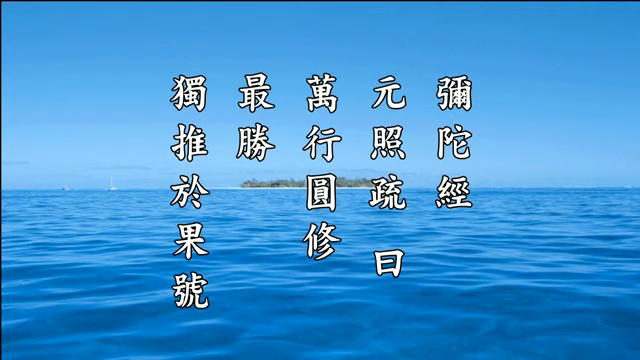 彌陀經
元照疏 曰
萬行圓修
最勝
獨推於果號